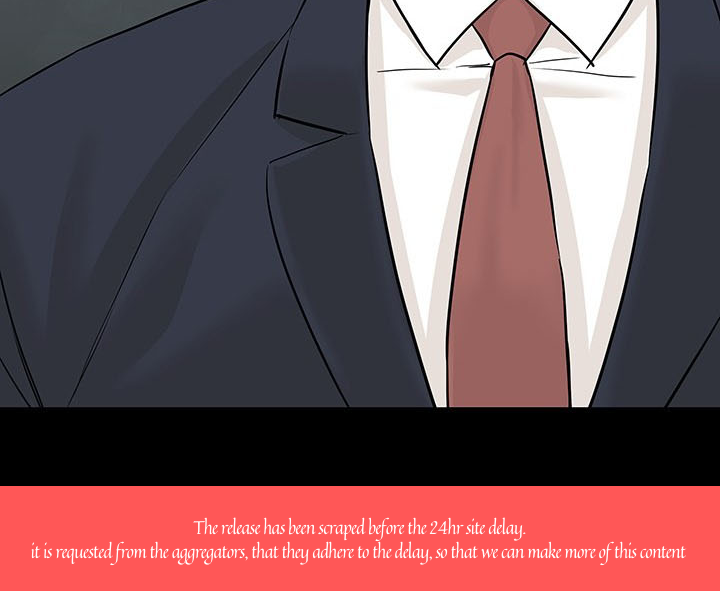 The release has been scraped before the 24hr site delay.
it is requested from the aggregators, that they adhere to the delay, so that we can make more of this content